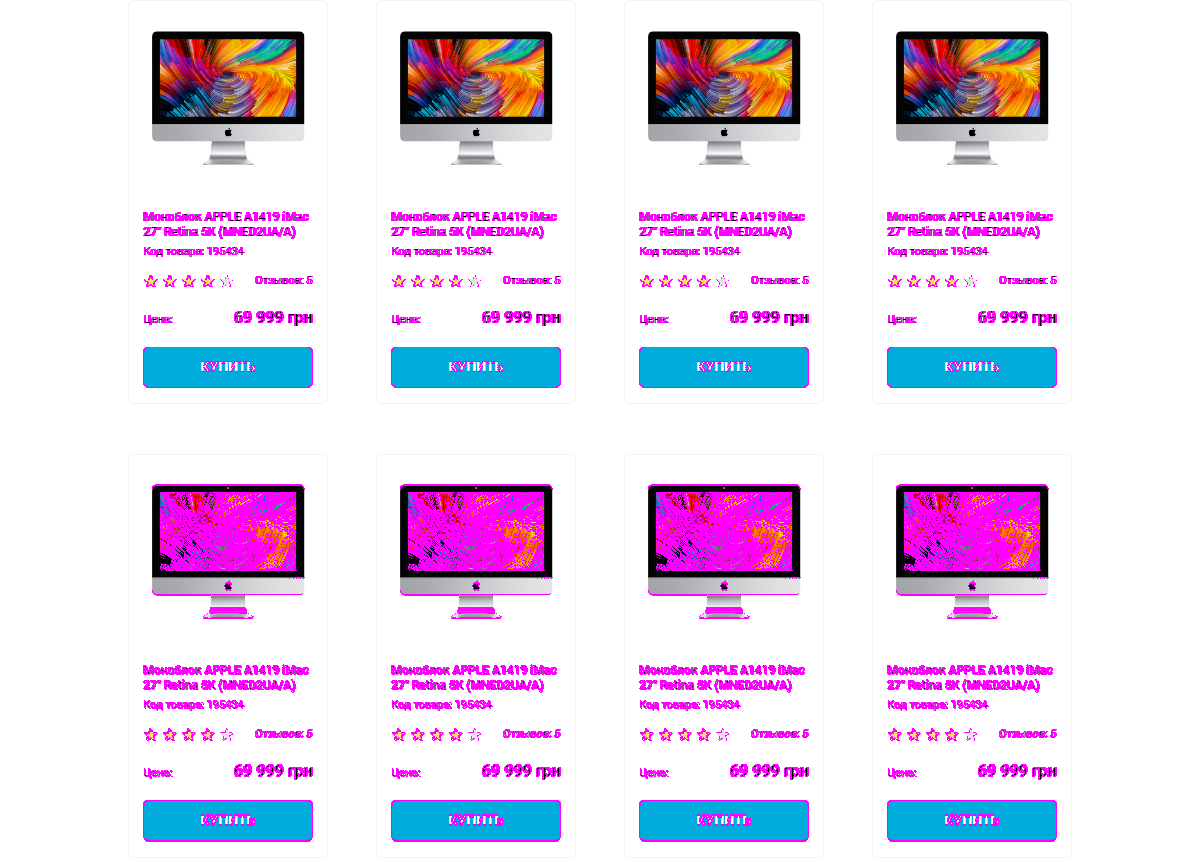 Моноблок APPLE A1419 iMac Моноблок APPLE A1419 iMac Моноблок APPLE A1419 iMac Моноблок APPLE A1419 iMac
27" Retina 5K (MNED2UA/A) 27" Retina 5K (MNED2UA/A) 27" Retina 5K (MNED2UA/A) 27" Retina 5K (MNED2UA/A)
Код товара: 195434 Код товара: 195434 Код товара: 195434 Код товара: 195434
Отзывов: 5 Отзывов: 5 Отзывов: 5 Отзывов: 5
Цена: 69 999 грн Цена: 69 999 грн Цена: 69 999 грн Цена: 69 999 грн
КУПИТЬ КУПИТЬ КУПИТЬ КУПИТЬ
Моноблок APPLE A1419 iMac Моноблок APPLE A1419 iMac Моноблок APPLE A1419 iMac Моноблок APPLE A1419 iMac
27" Retina 5K (MNED2UA/A) 27" Retina 5K (MNED2UA/A) 27" Retina 5K (MNED2UA/A) 27" Retina 5K (MNED2UA/A)
Код товара: 195434 Код товара: 195434 Код товара: 195434 Код товара: 195434
Отзывов: 5 Отзывов: 5 Отзывов: 5 Отзывов: 5
Цена: 69 999 грн Цена: 69 999 грн Цена: 69 999 грн Цена: 69 999 грн
КУПИТЬ КУПИТЬ КУПИТЬ КУПИТЬ